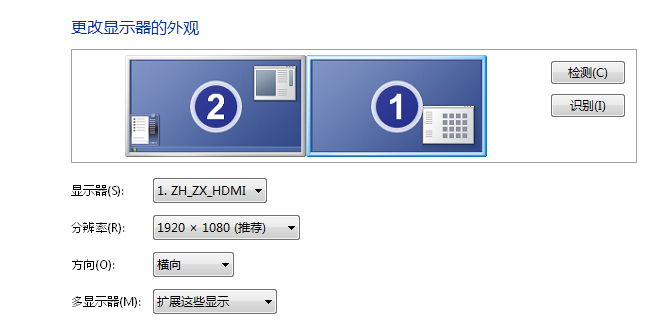 更改显示器的外观
2
1
检测(C)
识别(I)
显示器(S):
1. ZH_ZX_HDMI
分辨率(R):
1920 × 1080 (推荐)
方向(O):
横向
多显示器(M):
扩展这些显示